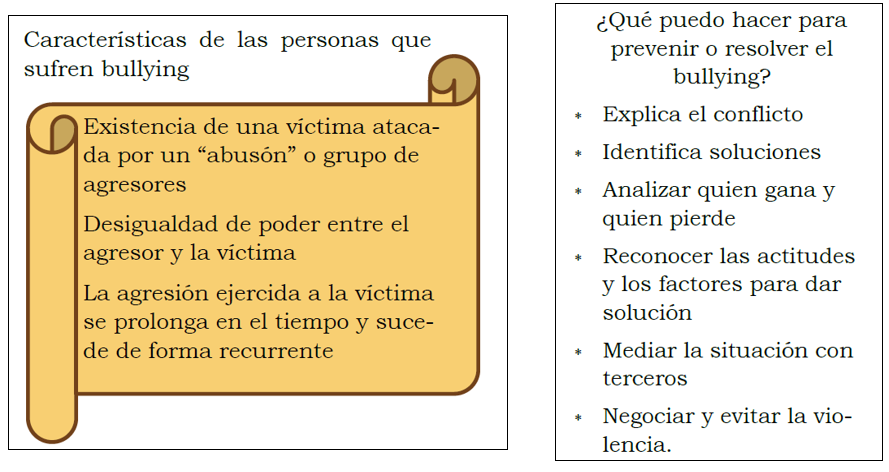 Características de las personas que
sufren bullying
Existencia de una víctima ataca-
da por un “abusón” o grupo de
agresores
Desigualdad de poder entre el
agresor y la víctima
La agresión ejercida a la víctima
se prolonga en el tiempo y suce-
de de forma recurrente
¿Qué puedo hacer para
prevenir o resolver el
bullying?
* Explica el conflicto
* Identifica soluciones
* Analizar quien gana y
quien pierde
* Reconocer las actitudes
y los factores para dar
solución
* Mediar la situación con
terceros
* Negociar y evitar la vio-
lencia.